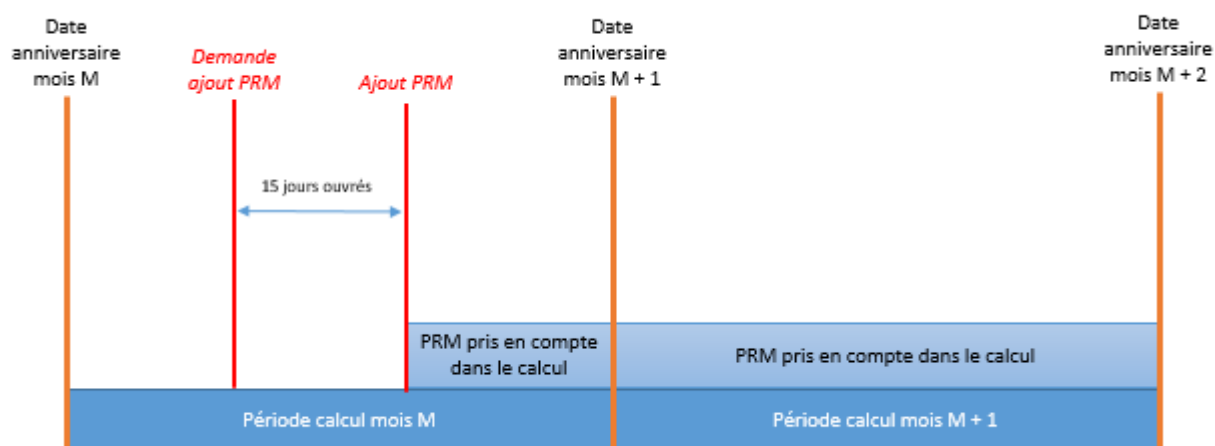 Date
anniversaire
mois M
Demande
ajout PRM
Ajout PRM
Date
anniversaire
mois M + 1
Date
anniversaire
mois M + 2
15 jours ouvrés
PRM pris en compte
dans le calcul
PRM pris en compte dans le calcul
Période calcul mois M
Période calcul mois M + 1